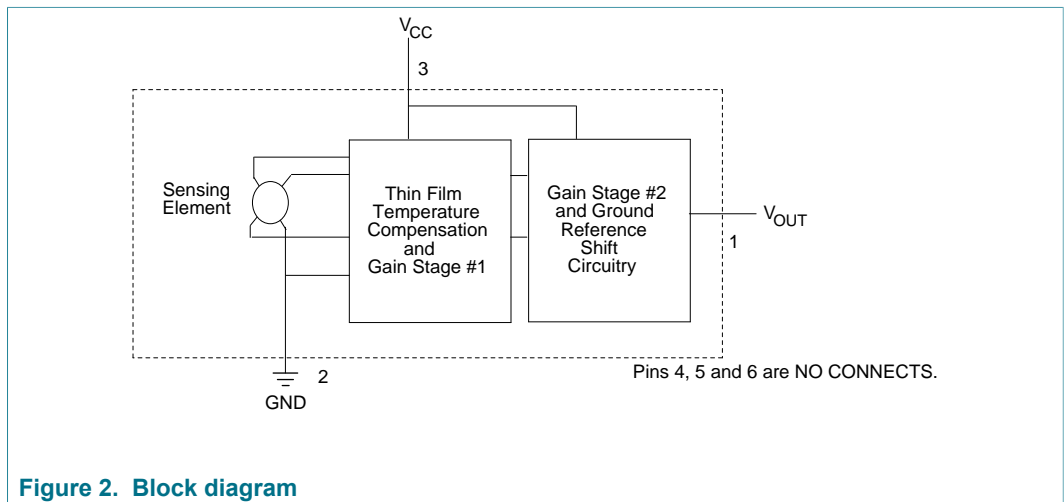 VCC
3
Sensing
Element
Thin Film
Temperature
Compensation
and
Gain Stage #1
Gain Stage #2
and Ground
Reference
Shift
Circuitry
VOUT
1
2
GND
Pins 4, 5 and 6 are NO CONNECTS.
Figure 2. Block diagram